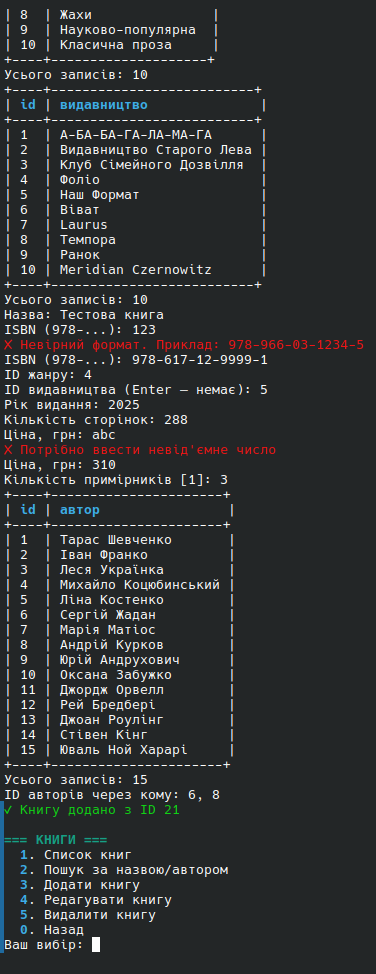 | 8  | Жахи               |
| 9  | Науково-популярна  |
| 10 | Класична проза     |
+----+--------------------+
Усього записів: 10
+----+--------------------------+
| id | видавництво              |
+----+--------------------------+
| 1  | А-БА-БА-ГА-ЛА-МА-ГА      |
| 2  | Видавництво Старого Лева |
| 3  | Клуб Сімейного Дозвілля  |
| 4  | Фоліо                    |
| 5  | Наш Формат               |
| 6  | Віват                    |
| 7  | Laurus                   |
| 8  | Темпора                  |
| 9  | Ранок                    |
| 10 | Meridian Czernowitz      |
+----+--------------------------+
Усього записів: 10
Назва: Тестова книга
ISBN (978-...): 123
✗ Невірний формат. Приклад: 978-966-03-1234-5
ISBN (978-...): 978-617-12-9999-1
ID жанру: 4
ID видавництва (Enter — немає): 5
Рік видання: 2025
Кількість сторінок: 288
Ціна, грн: abc
✗ Потрібно ввести невід'ємне число
Ціна, грн: 310
Кількість примірників [1]: 3
+----+----------------------+
| id | автор                |
+----+----------------------+
| 1  | Тарас Шевченко       |
| 2  | Іван Франко          |
| 3  | Леся Українка        |
| 4  | Михайло Коцюбинський |
| 5  | Ліна Костенко        |
| 6  | Сергій Жадан         |
| 7  | Марія Матіос         |
| 8  | Андрій Курков        |
| 9  | Юрій Андрухович      |
| 10 | Оксана Забужко       |
| 11 | Джордж Орвелл        |
| 12 | Рей Бредбері         |
| 13 | Джоан Роулінг        |
| 14 | Стівен Кінг          |
| 15 | Юваль Ной Харарі     |
+----+----------------------+
Усього записів: 15
ID авторів через кому: 6, 8
✓ Книгу додано з ID 21

=== КНИГИ ===
  1. Список книг
  2. Пошук за назвою/автором
  3. Додати книгу
  4. Редагувати книгу
  5. Видалити книгу
  0. Назад
Ваш вибір: